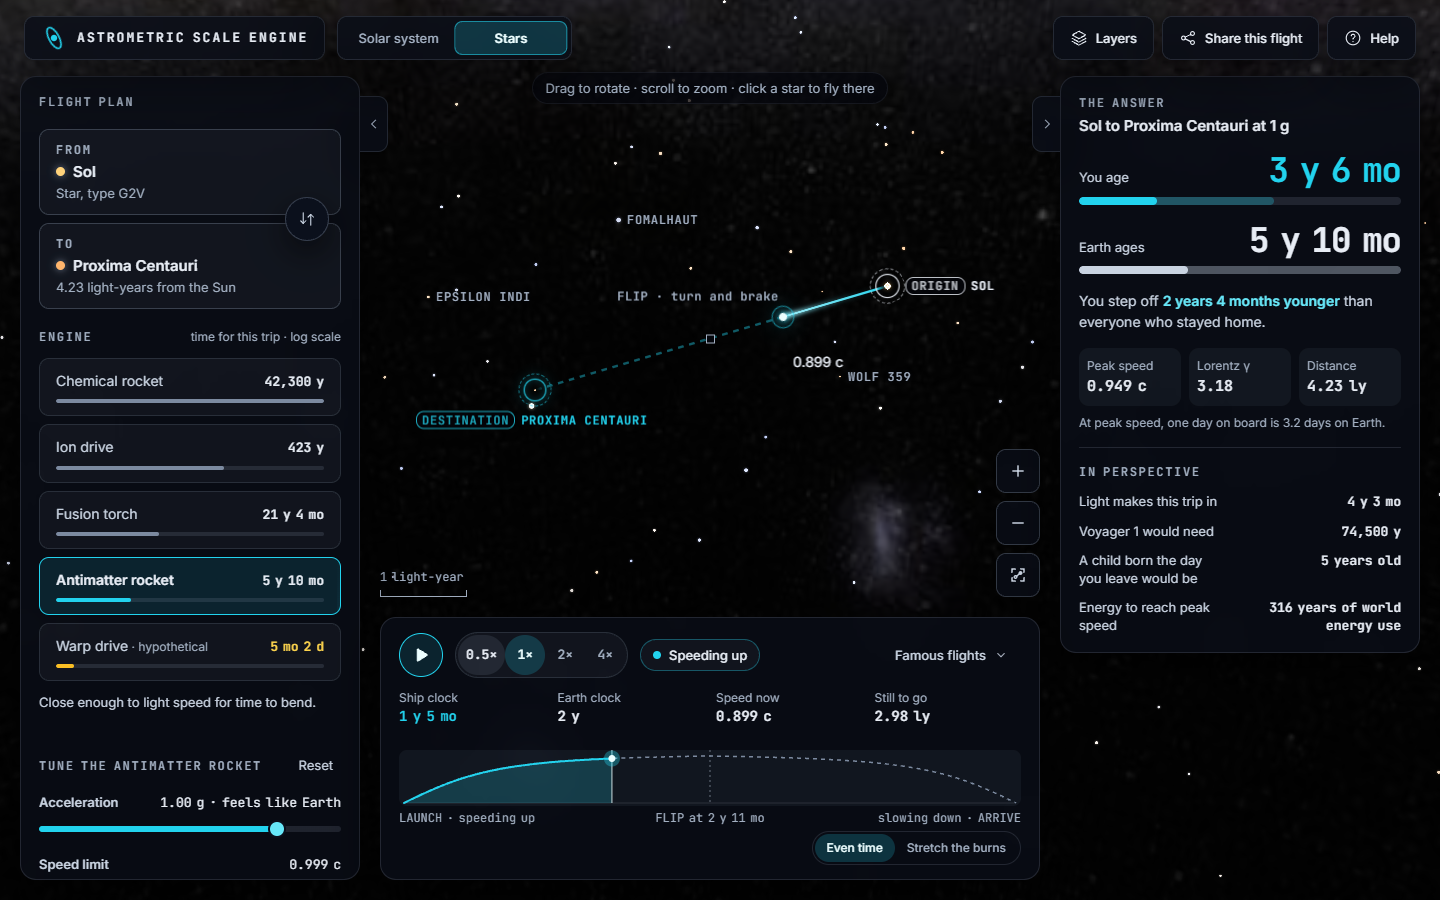 ASTROMETRIC SCALE ENGINE
Solar system
Stars
Layers
Share this flight
Help
Drag to rotate · scroll to zoom · click a star to fly there
FLIGHT PLAN
FROM
Sol
Star, type G2V
TO
Proxima Centauri
4.23 light-years from the Sun
ENGINE
time for this trip · log scale
Chemical rocket
42,300 y
Ion drive
423 y
Fusion torch
21 y 4 mo
Antimatter rocket
5 y 10 mo
Warp drive · hypothetical
5 mo 2 d
Close enough to light speed for time to bend.
TUNE THE ANTIMATTER ROCKET
Reset
Acceleration
1.00 g · feels like Earth
Speed limit
0.999 c
FOMALHAUT
EPSILON INDI
FLIP · turn and brake
ORIGIN SOL
0.899 c
WOLF 359
DESTINATION PROXIMA CENTAURI
1 light-year
0.5×
1×
2×
4×
Speeding up
Famous flights
Ship clock
1 y 5 mo
Earth clock
2 y
Speed now
0.899 c
Still to go
2.98 ly
LAUNCH · speeding up
FLIP at 2 y 11 mo
slowing down · ARRIVE
Even time
Stretch the burns
THE ANSWER
Sol to Proxima Centauri at 1 g
You age
3 y 6 mo
Earth ages
5 y 10 mo
You step off 2 years 4 months younger than
everyone who stayed home.
Peak speed
0.949 c
Lorentz γ
3.18
Distance
4.23 ly
At peak speed, one day on board is 3.2 days on Earth.
IN PERSPECTIVE
Light makes this trip in
4 y 3 mo
Voyager 1 would need
74,500 y
A child born the day
you leave would be
5 years old
Energy to reach peak
speed
316 years of world
energy use